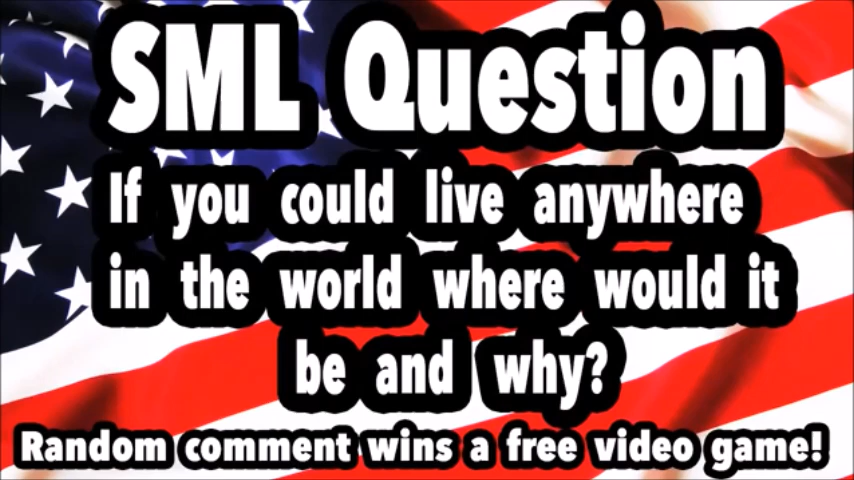 SML Question
If you could live anywhere
in the world where would it
be and why?
Random comment wins a free video game!